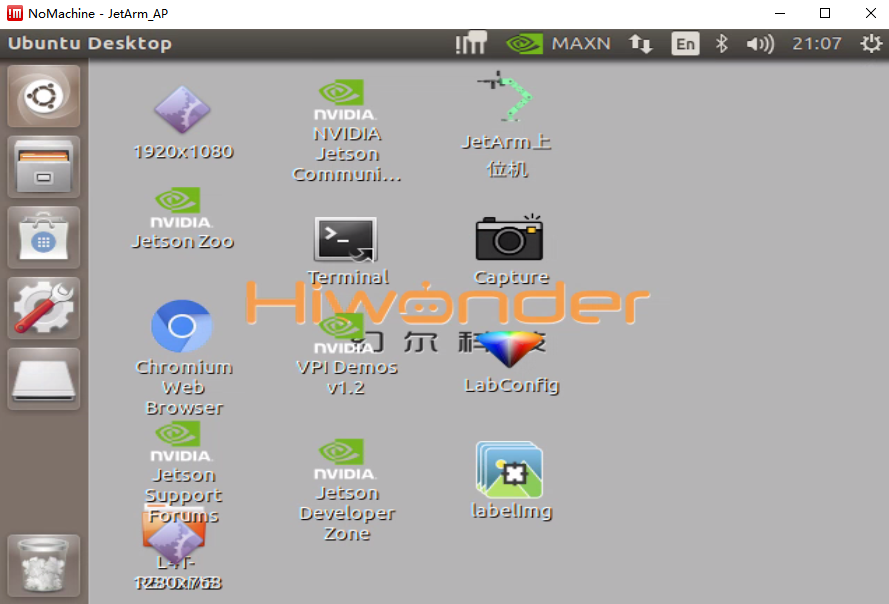 NoMachine - JetArm_AP
Ubuntu Desktop
!M
MAXN
En
21:07
1920x1080
NVIDIA.
NVIDIA
Jetson
Communi...
JetArm上
位机
NVIDIA.
Jetson Zoo
Terminal
Capture
Hiwonder
尔 科技
Chromium
Web
Browser
NVIDIA
VPI Demos
v1.2
LabConfig
NVIDIA.
Jetson
Support
Forums
NVIDIA.
Jetson
Developer
Zone
labelImg
L4T-